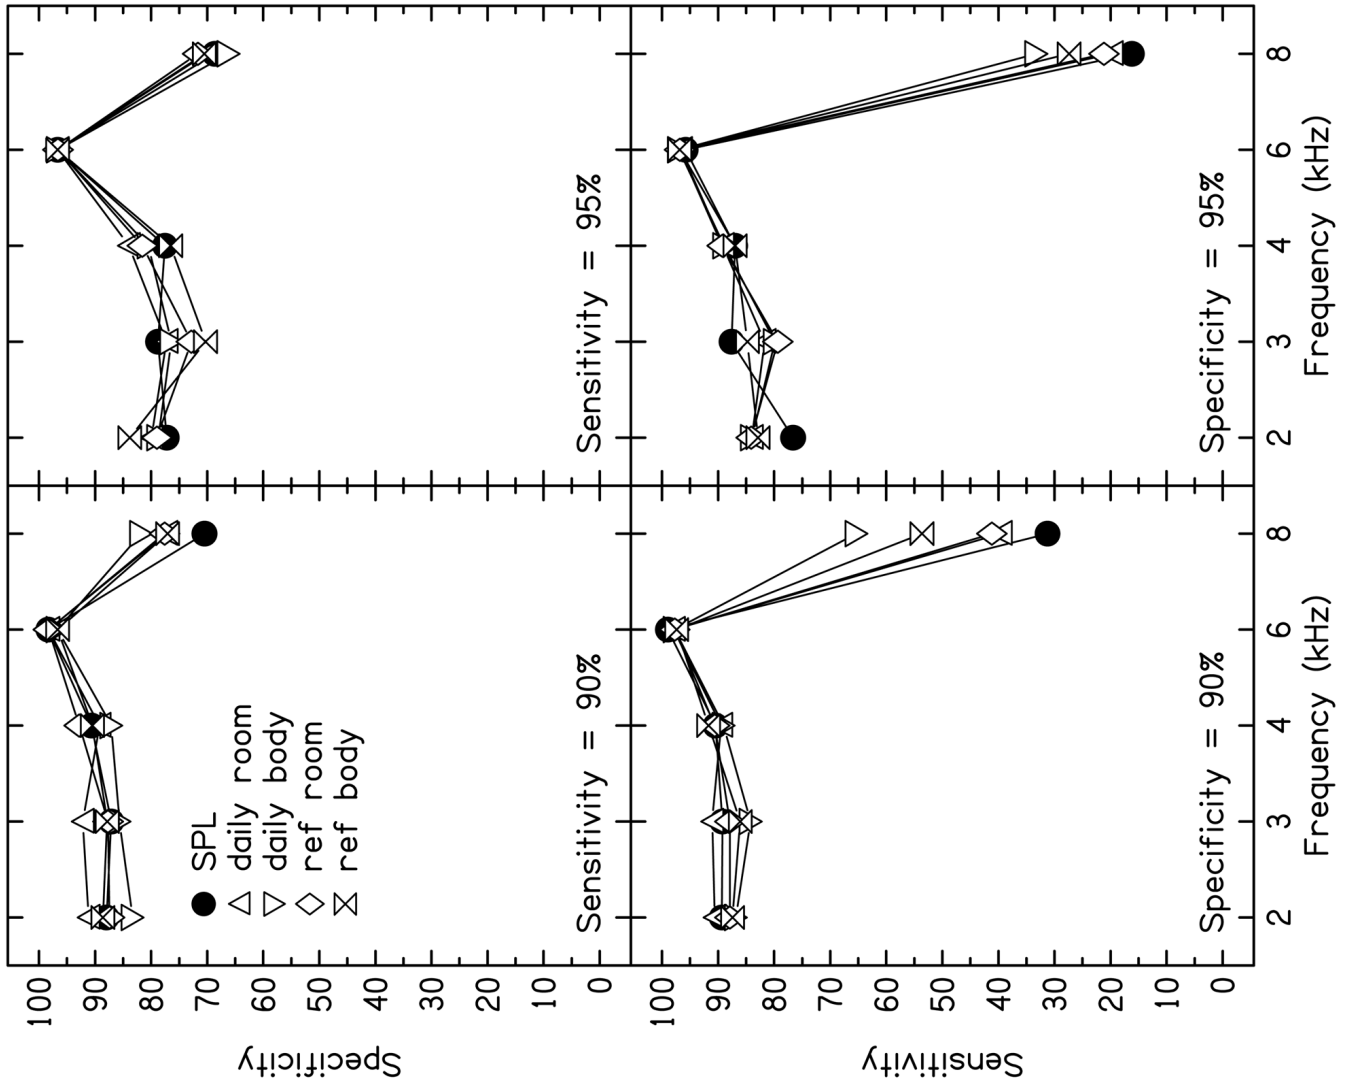 Specificity
100
90
80
70
60
50
40
30
20
10
0
SPL
daily room
daily body
ref room
ref body
Sensitivity = 90%
Sensitivity = 95%
Sensitivity
100
90
80
70
60
50
40
30
20
10
0
Specificity = 90%
Specificity = 95%
2
3
4
6
8
Frequency (kHz)
2
3
4
6
8
Frequency (kHz)